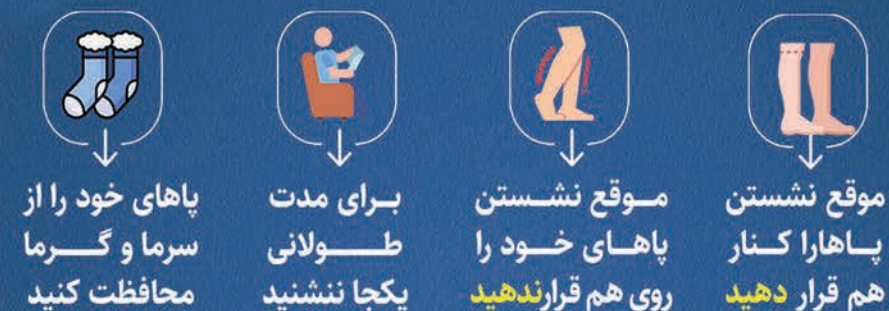 موقع نشستن
پاهارا کنار
هم قرار دهید
موقع نشستن
پاهای خود را
روی هم قرارندهید
برای مدت
طولانی
یکجا ننشنید
پاهای خود را از
سرما و گرما
محافظت کنید